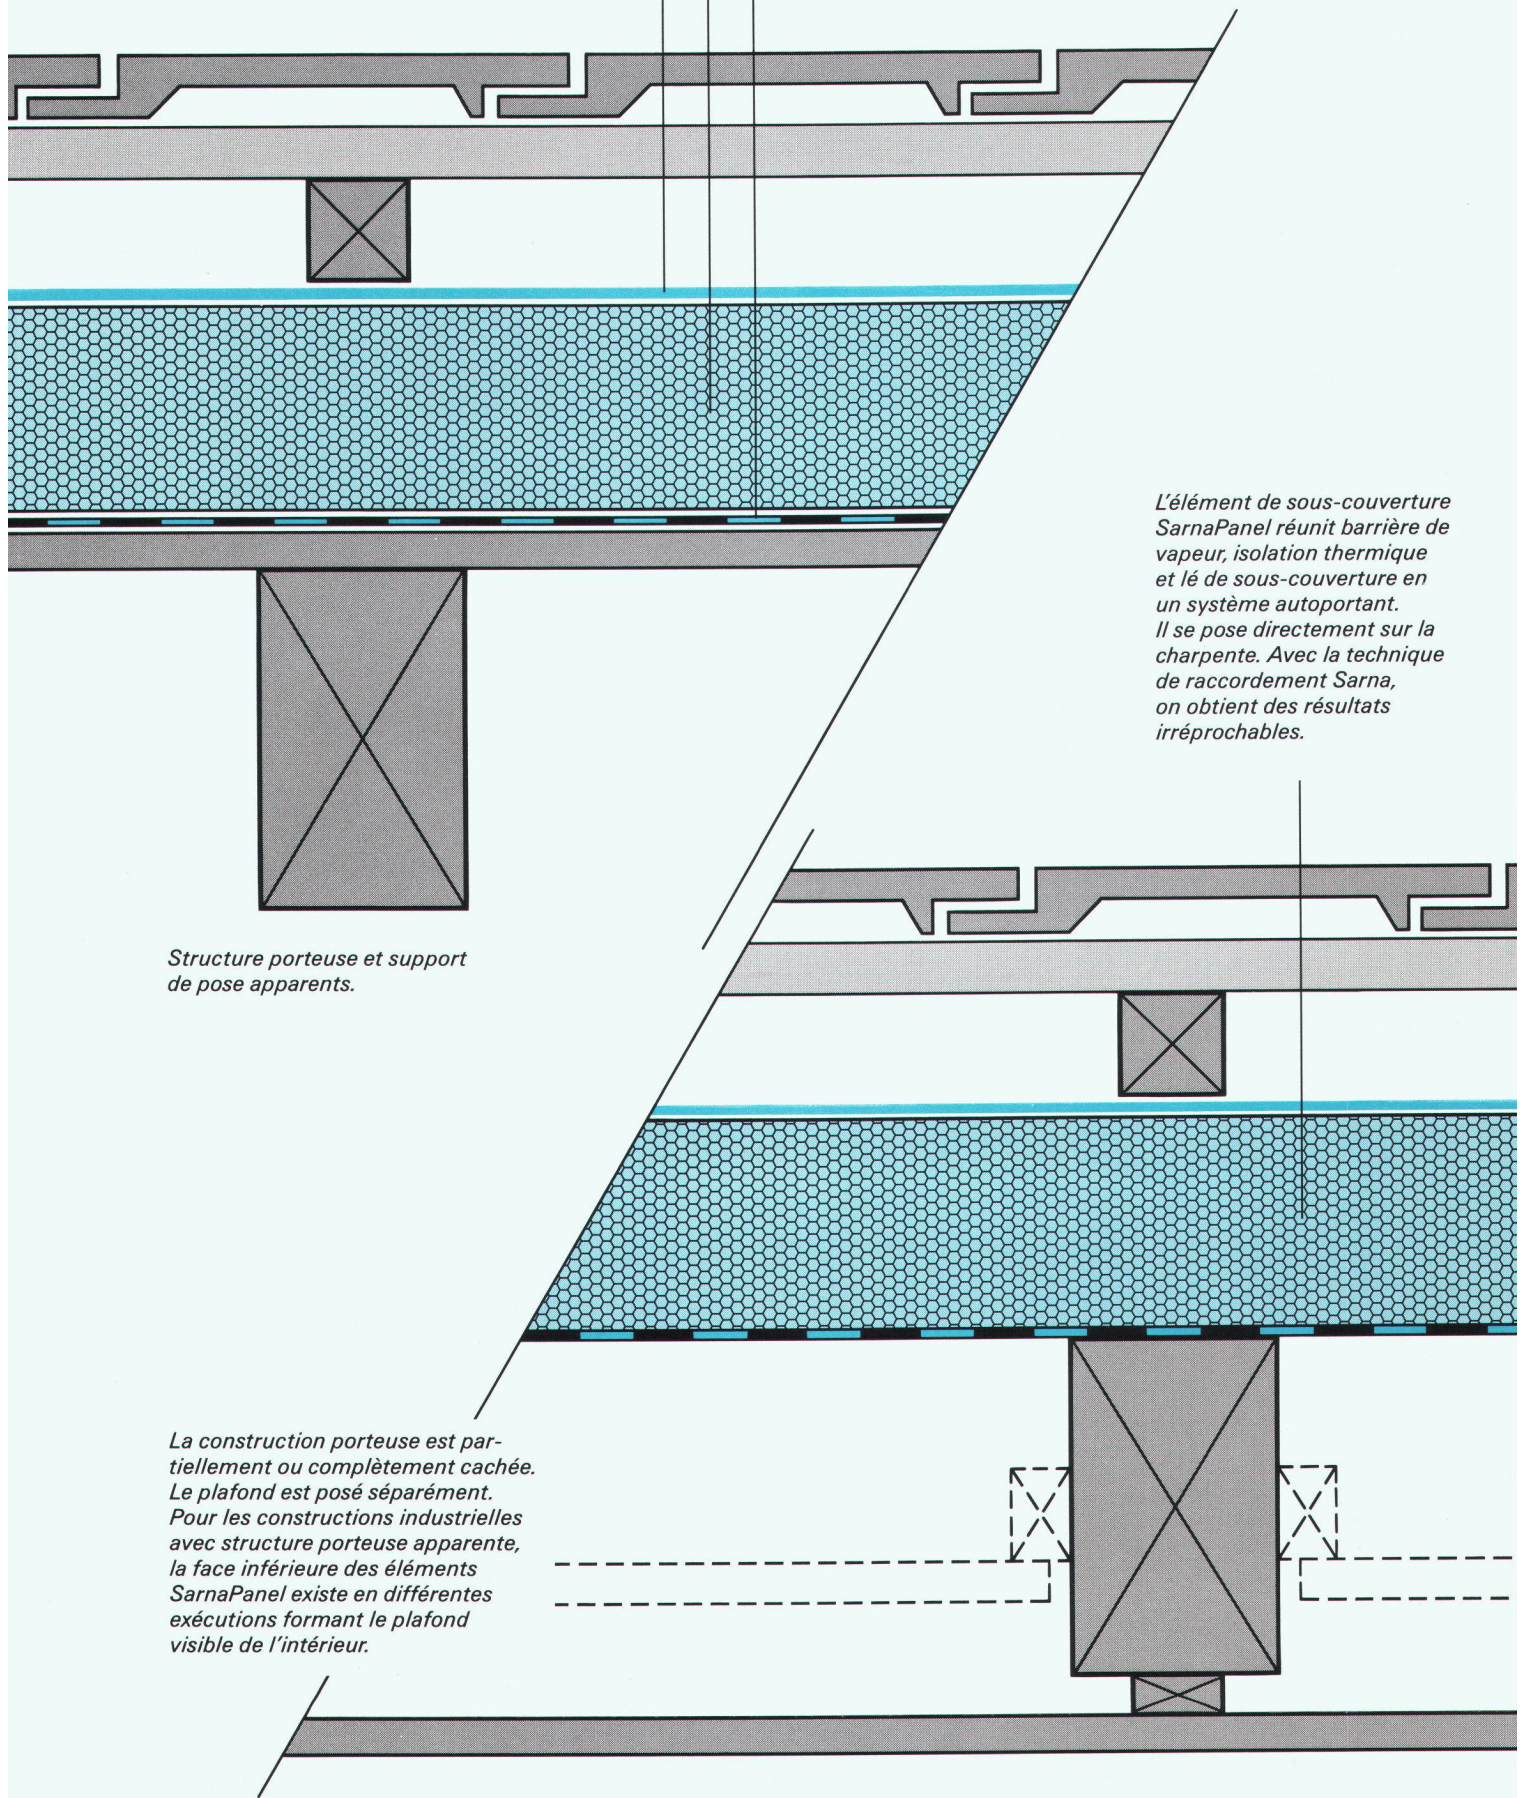 L'élément de sous-couverture
SarnaPanel réunit barrière de
vapeur, isolation thermique
et lé de sous-couverture en
un système autoportant.
Il se pose directement sur la
charpente. Avec la technique
de raccordement Sarna,
on obtient des résultats
irréprochables.
Structure porteuse et support
de pose apparents.
La construction porteuse est par-
tiellement ou complètement cachée.
Le plafond est posé séparément.
Pour les constructions industrielles
avec structure porteuse apparente,
la face inférieure des éléments
SarnaPanel existe en différentes
exécutions formant le plafond
visible de l'intérieur.